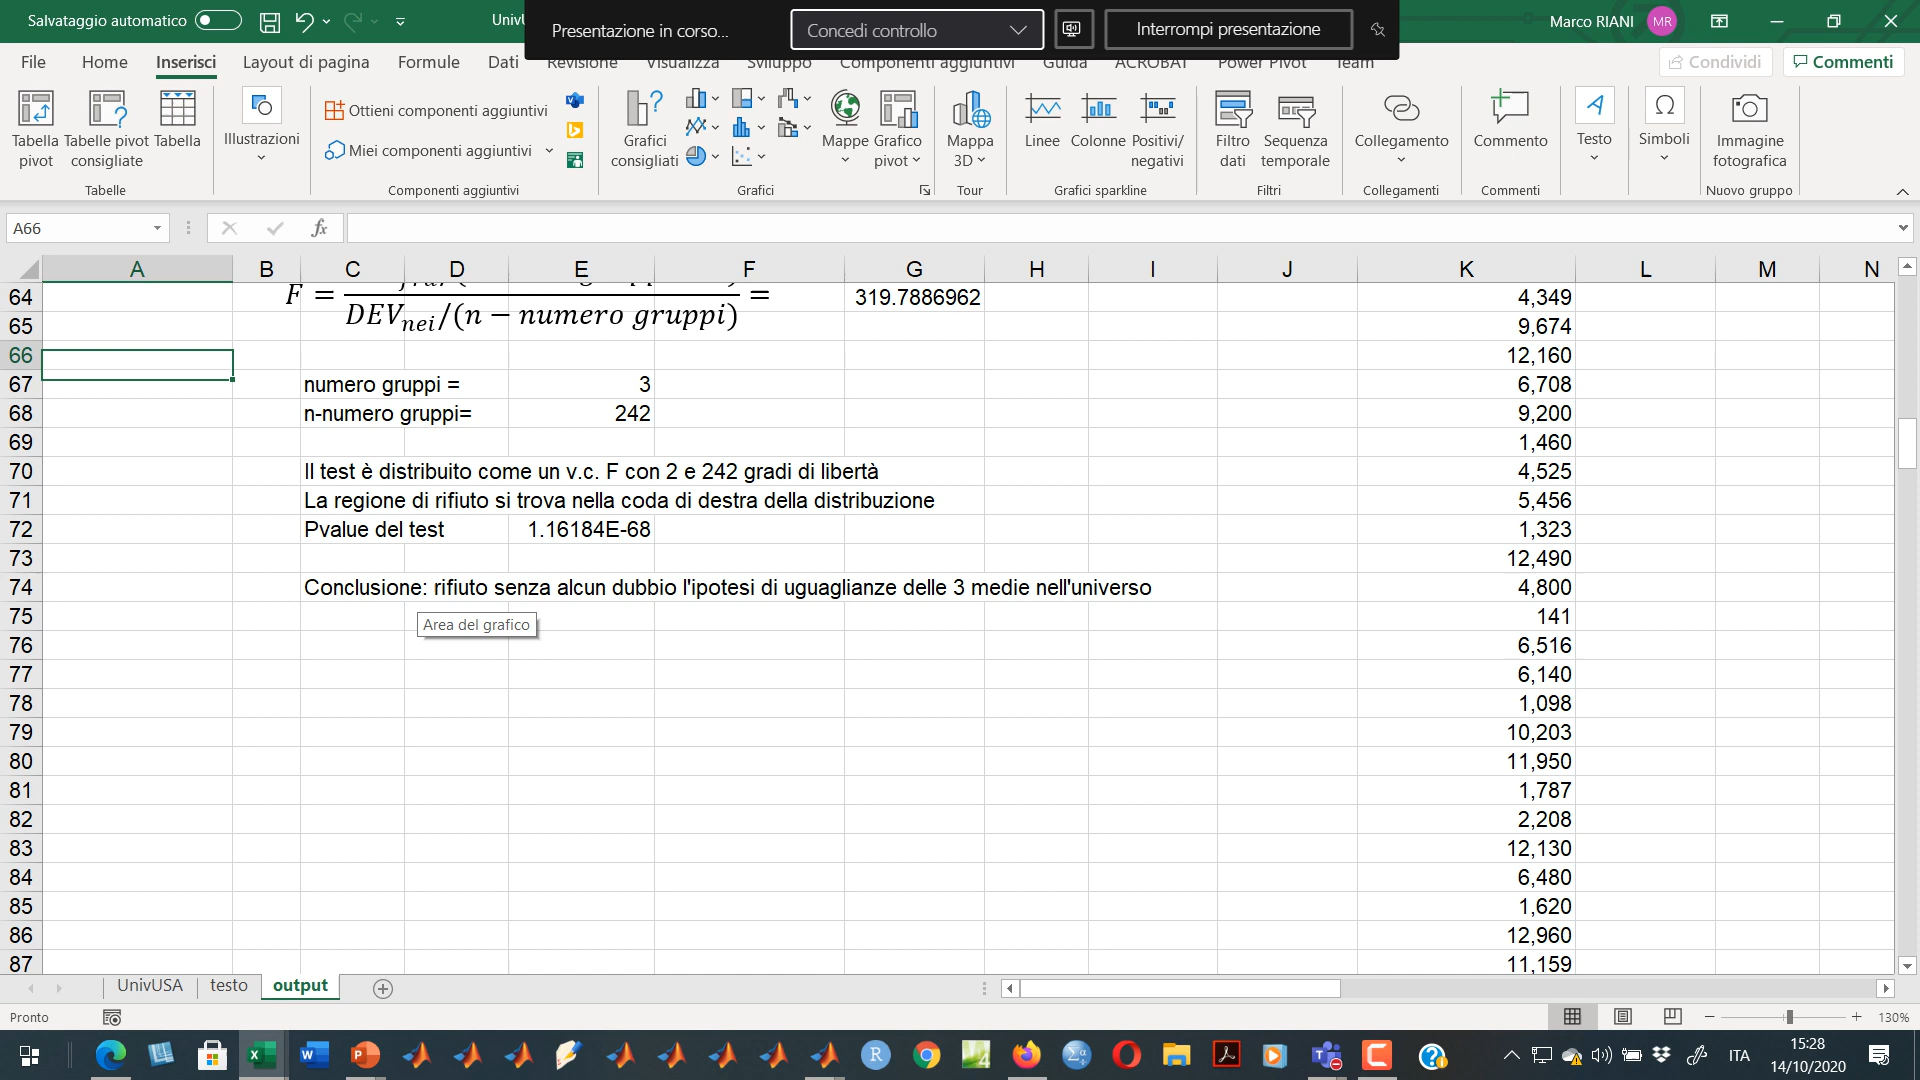 Salvataggio automatico
Presentazione in corso...
Concedi controllo
Interrompi presentazione
Marco RIANI
MR
File
Home
Inserisci
Layout di pagina
Formule
Dati
Revisione
Visualizza
Sviluppo
Componenti aggiuntivi
Guida
ACROBAT
Power Pivot
Team
Condividi
Commenti
Tabella pivot
Tabelle pivot consigliate
Tabella
Illustrazioni
Ottieni componenti aggiuntivi
Miei componenti aggiuntivi
Grafici consigliati
Mappe
Grafico pivot
Mappa 3D
Linee
Colonne
Positivi/ negativi
Filtro dati
Sequenza temporale
Collegamento
Commento
Testo
Simboli
Immagine fotografica
Tabelle
Componenti aggiuntivi
Grafici
Tour
Grafici sparkline
Filtri
Collegamenti
Commenti
Nuovo gruppo
A66
fx
A B C D E F G H I J K L M N
64 319.7886962 4,349
F = DEVnei/(n − numero gruppi) =
65 9,674
66 12,160
67 numero gruppi = 3 6,708
68 n-numero gruppi= 242 9,200
69 1,460
70 Il test è distribuito come un v.c. F con 2 e 242 gradi di libertà 4,525
71 La regione di rifiuto si trova nella coda di destra della distribuzione 5,456
72 Pvalue del test 1.16184E-68 1,323
73 12,490
74 Conclusione: rifiuto senza alcun dubbio l'ipotesi di uguaglianze delle 3 medie nell'universo 4,800
75 141
Area del grafico
76 6,516
77 6,140
78 1,098
79 10,203
80 11,950
81 1,787
82 2,208
83 12,130
84 6,480
85 1,620
86 12,960
87 11,159
UnivUSA
testo
output
Pronto
130%
ITA
15:28
14/10/2020